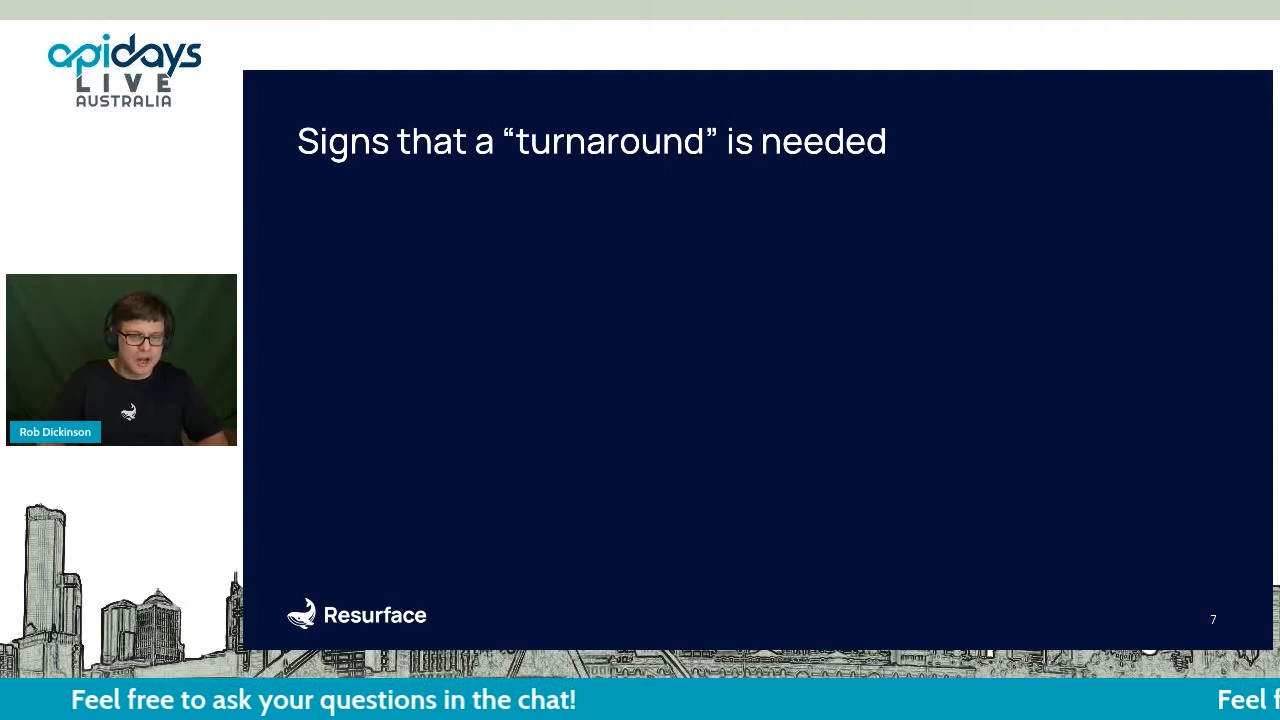 apidays
LIVE
AUSTRALIA
Signs that a “turnaround” is needed
Rob Dickinson
Resurface
7
Feel free to ask your questions in the chat!
Feel f